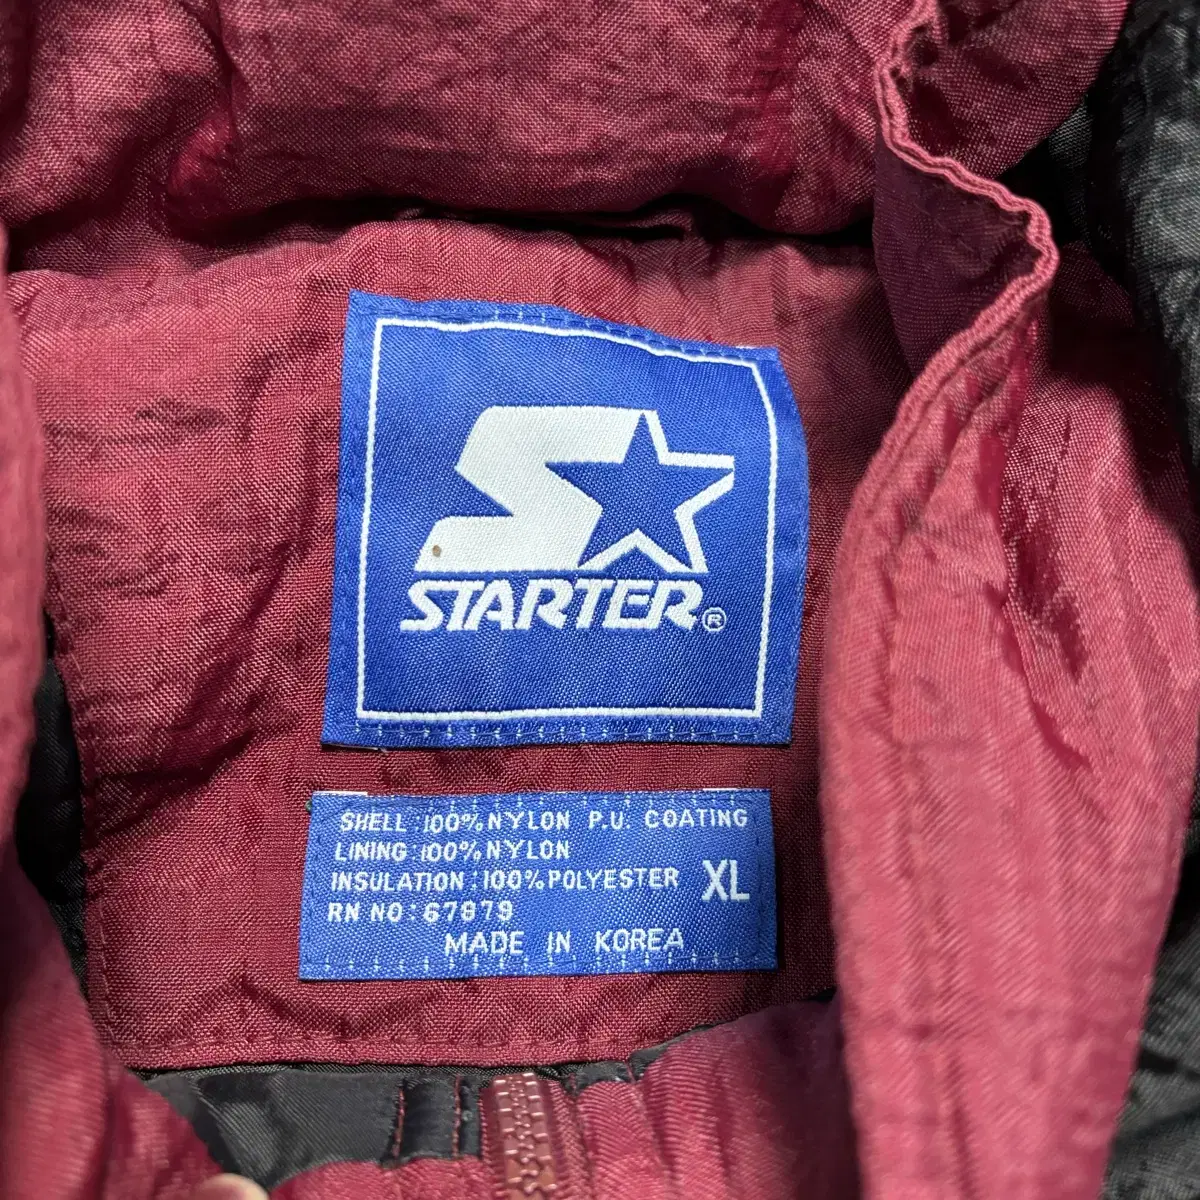 STARTER®
SHELL:100%NYLON P.U. COATING
LINING:100%NYLON
INSULATION:100%POLYESTER XL
RN NO:67879
MADE IN KOREA